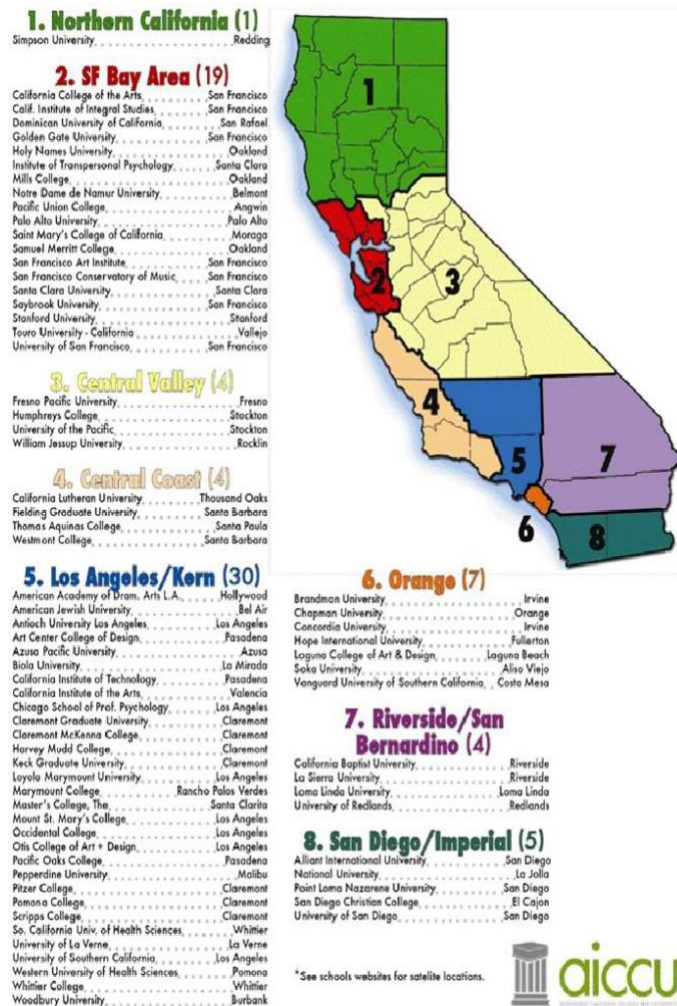 1. Northern California (1)
Simpson University Redding
2. SF Bay Area (19)
California College of the Arts San Francisco
Calif. Institute of Integral Studies San Francisco
Dominican University of California San Rafael
Golden Gate University San Francisco
Holy Names University Oakland
Institute of Transpersonal Psychology Santa Clara
Mills College Oakland
Notre Dame de Namur University Belmont
Pacific Union College Angwin
Palo Alto University Palo Alto
Saint Mary's College of California Moraga
Samuel Merritt College Oakland
San Francisco Art Institute San Francisco
San Francisco Conservatory of Music San Francisco
Santa Clara University Santa Clara
Saybrook University San Francisco
Stanford University Stanford
Touro University - California Vallejo
University of San Francisco San Francisco
3. Central Valley (4)
Fresno Pacific University Fresno
Humphreys College Stockton
University of the Pacific Stockton
William Jessup University Rocklin
4. Central Coast (4)
California Lutheran University Thousand Oaks
Fielding Graduate University Santa Barbara
Thomas Aquinas College Santa Paula
Westmont College Santa Barbara
5. Los Angeles/Kern (30)
American Academy of Dram. Arts L.A. Hollywood
American Jewish University Bel Air
Antioch University Los Angeles Los Angeles
Art Center College of Design Pasadena
Azusa Pacific University Azusa
Biola University La Mirada
California Institute of Technology Pasadena
California Institute of the Arts Valencia
Chicago School of Prof. Psychology Los Angeles
Claremont Graduate University Claremont
Claremont McKenna College Claremont
Harvey Mudd College Claremont
Keck Graduate University Claremont
Loyola Marymount University Los Angeles
Marymount College Rancho Palos Verdes
Master's College, The Santa Clarita
Mount St. Mary's College Los Angeles
Occidental College Los Angeles
Otis College of Art + Design Los Angeles
Pacific Oaks College Pasadena
Pepperdine University Malibu
Pitzer College Claremont
Pomona College Claremont
Scripps College Claremont
So. California Univ. of Health Sciences Whittier
University of La Verne La Verne
University of Southern California Los Angeles
Western University of Health Sciences Pomona
Whittier College Whittier
Woodbury University Burbank
1
2
3
4
5
6
7
8
6. Orange (7)
Brandman University Irvine
Chapman University Orange
Concordia University Irvine
Hope International University Fullerton
Laguna College of Art & Design Laguna Beach
Soka University Aliso Viejo
Vanguard University of Southern California Costa Mesa
7. Riverside/San
Bernardino (4)
California Baptist University Riverside
La Sierra University Riverside
Loma Linda University Loma Linda
University of Redlands Redlands
8. San Diego/Imperial (5)
Alliant International University San Diego
National University La Jolla
Point Loma Nazarene University San Diego
San Diego Christian College El Cajon
University of San Diego San Diego
*See schools websites for satelite locations.
aiccu